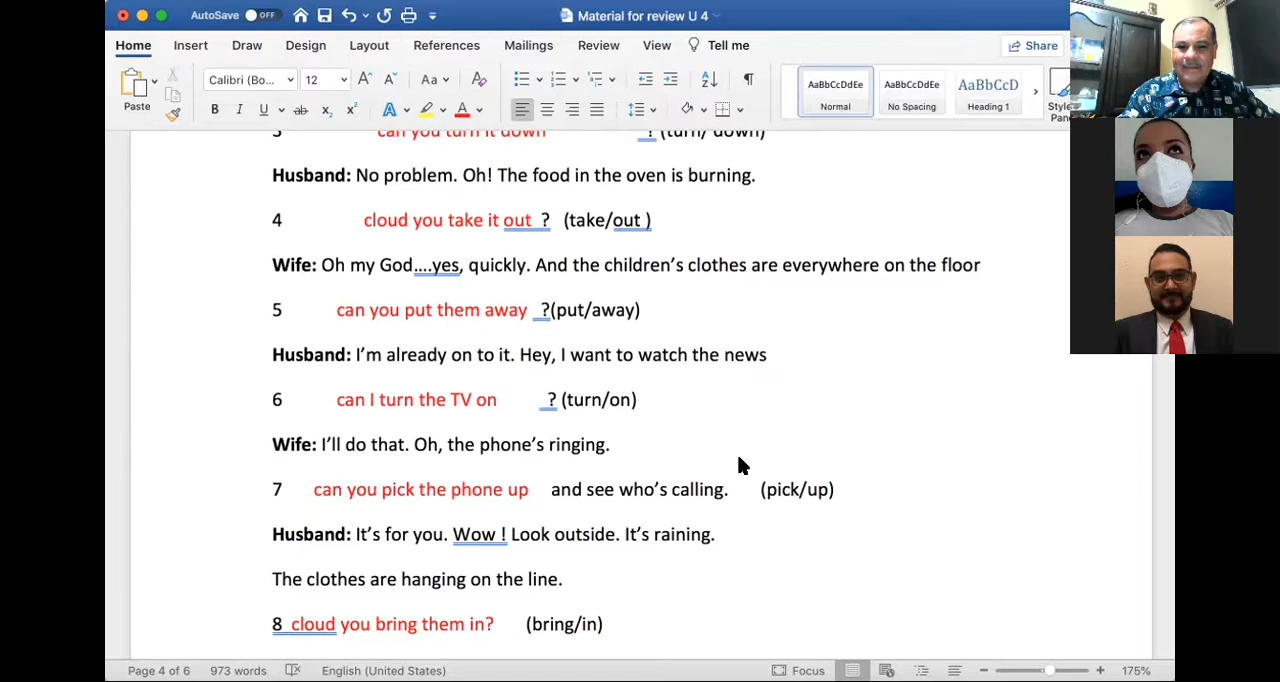 AutoSave OFF Material for review U 4
Home Insert Draw Design Layout References Mailings Review View Tell me Share
Paste Calibri (Bo... 12 Aa AaBbCcDdEe Normal AaBbCcDdEe No Spacing AaBbCcD Heading 1 Styles Pane
can you turn it down ? (turn/ down)
Husband: No problem. Oh! The food in the oven is burning.
4 cloud you take it out ? (take/out )
Wife: Oh my God....yes, quickly. And the children's clothes are everywhere on the floor
5 can you put them away ?(put/away)
Husband: I'm already on to it. Hey, I want to watch the news
6 can I turn the TV on ? (turn/on)
Wife: I'll do that. Oh, the phone's ringing.
7 can you pick the phone up and see who's calling. (pick/up)
Husband: It's for you. Wow ! Look outside. It's raining.
The clothes are hanging on the line.
8 cloud you bring them in? (bring/in)
Page 4 of 6 973 words English (United States) Focus 175%